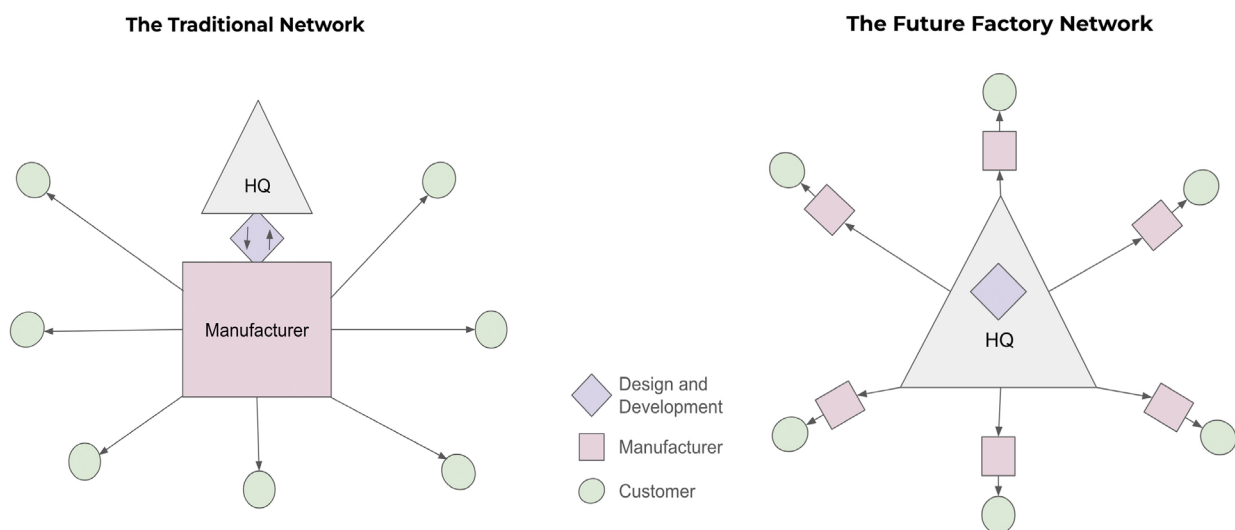 The Traditional Network
The Future Factory Network
HQ
Manufacturer
HQ
Design and
Development
Manufacturer
Customer